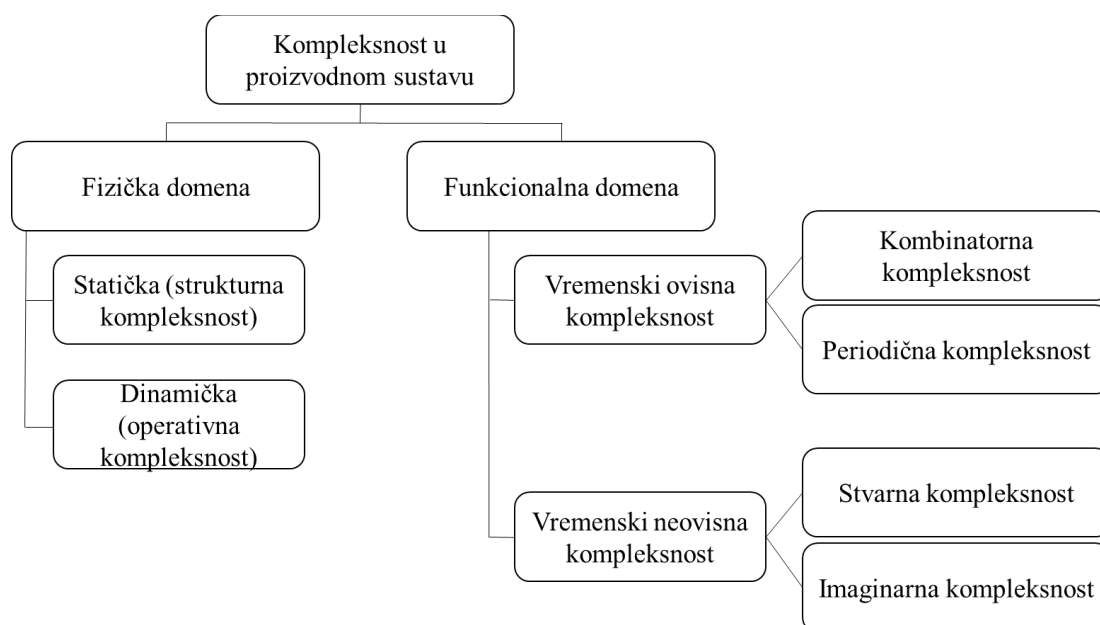 Kompleksnost u
proizvodnom sustavu
Fizička domena
Funkcionalna domena
Statička (strukturna
kompleksnost)
Dinamička
(operativna
kompleksnost)
Vremenski ovisna
kompleksnost
Kombinatorna
kompleksnost
Periodična kompleksnost
Vremenski neovisna
kompleksnost
Stvarna kompleksnost
Imaginarna kompleksnost